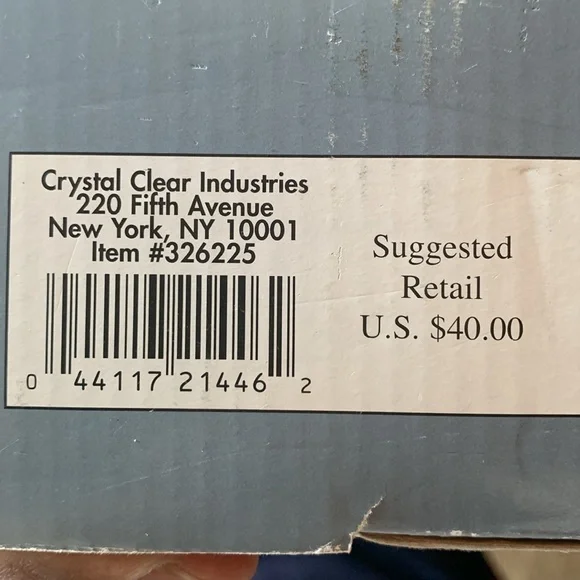 Crystal Clear Industries
220 Fifth Avenue
New York, NY 10001
Item #326225
0 44117 21446 2
Suggested
Retail
U.S. $40.00